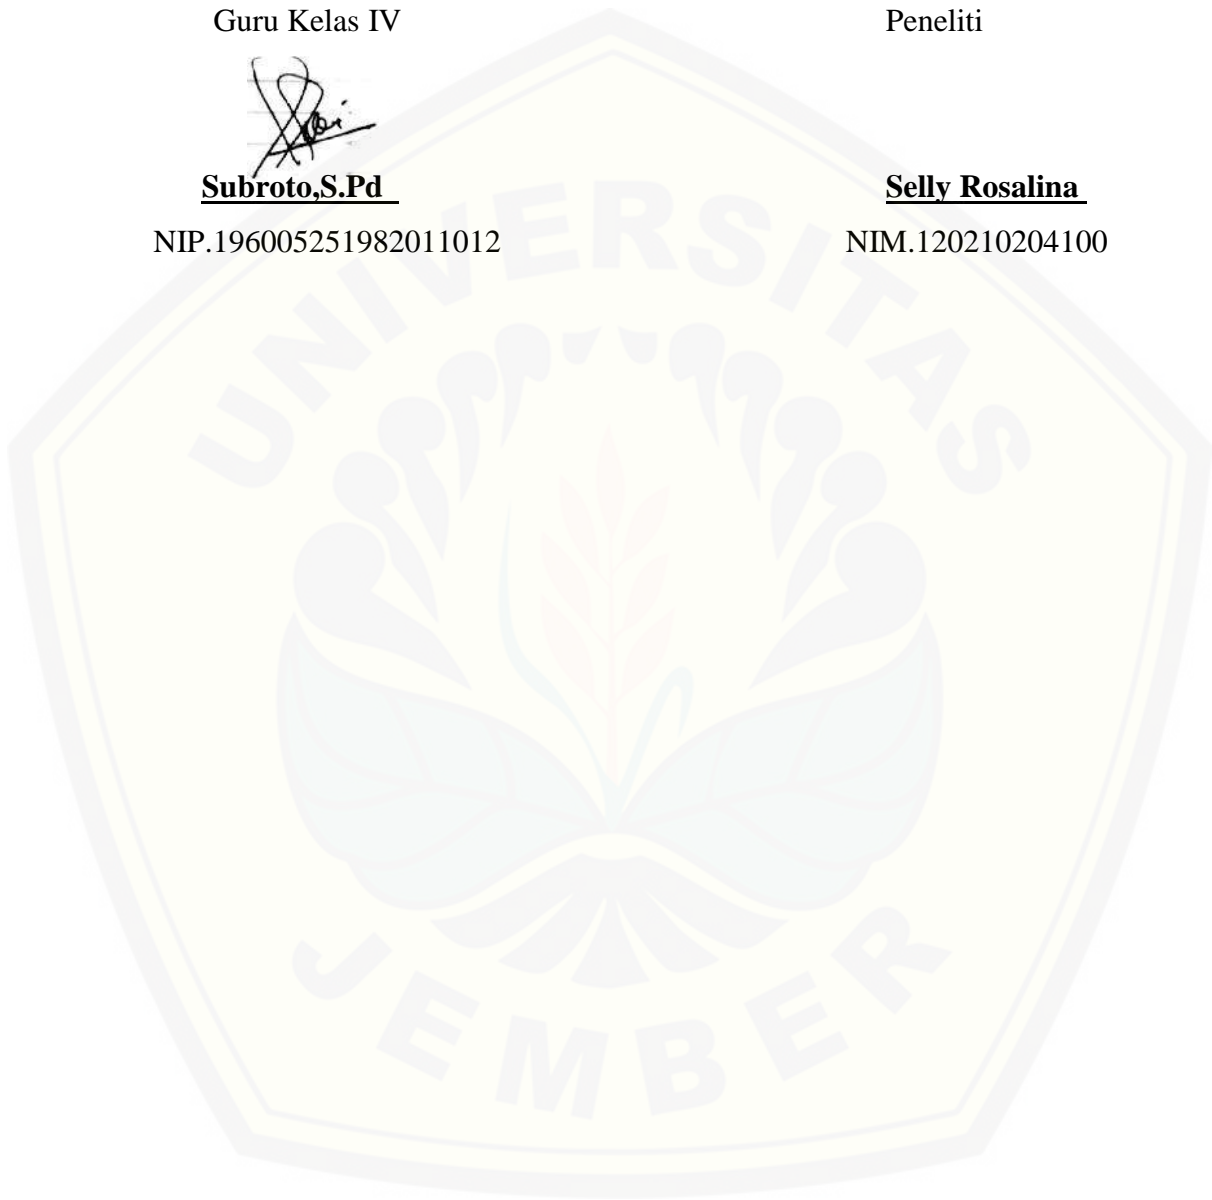 Guru Kelas IV Peneliti
Subroto,S.Pd Selly Rosalina
NIP.196005251982011012 NIM.120210204100
UNIVERSITAS
JEMBER